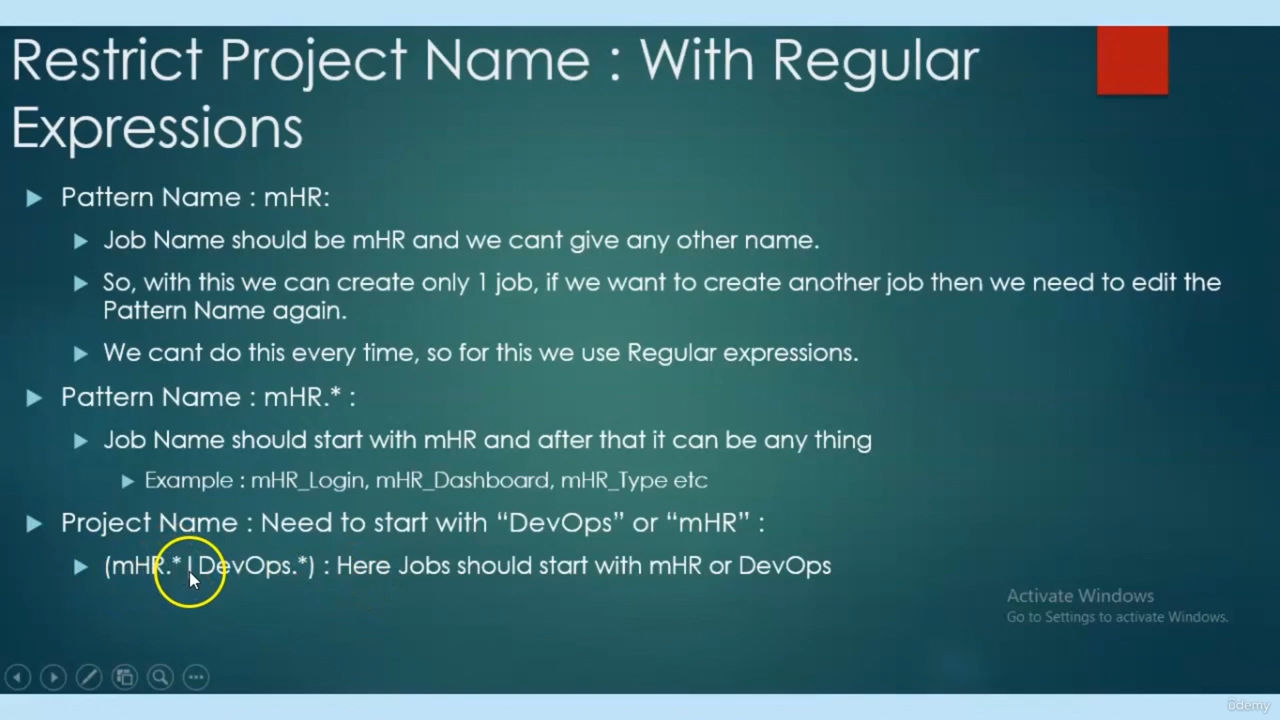 Restrict Project Name : With Regular
Expressions
Pattern Name : mHR:
Job Name should be mHR and we cant give any other name.
So, with this we can create only 1 job, if we want to create another job then we need to edit the
Pattern Name again.
We cant do this every time, so for this we use Regular expressions.
Pattern Name : mHR.* :
Job Name should start with mHR and after that it can be any thing
Example : mHR_Login, mHR_Dashboard, mHR_Type etc
Project Name : Need to start with “DevOps” or “mHR” :
(mHR.*|DevOps.*) : Here Jobs should start with mHR or DevOps
Activate Windows
Go to Settings to activate Windows.
ûdemy